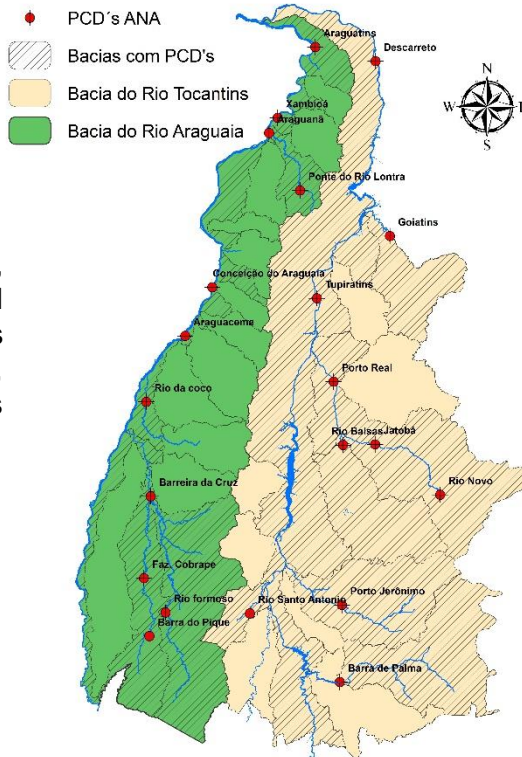 PCD´s ANA
Bacias com PCD's
Bacia do Rio Tocantins
Bacia do Rio Araguaia
N
W
E
S
Araguatins
Descarreto
Xambioá
Araguanã
Ponte do Rio Lontra
Goiatins
Conceição do Araguaia
Tupiratins
Araguaceme
Porto Real
Rio da coco
Rio Balsas
Jatobá
Rio Novo
Barreira da Cruz
Faz. Cobrape
Rio formoso
Rio Santo Antonio
Porto Jerônimo
Barra do Pique
Barra de Palma